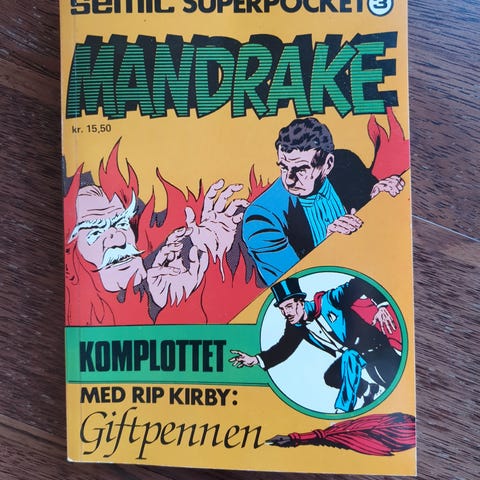 Semic SUPERPOCKET 3
MANDRAKE
kr. 15,50
KOMPLOTTET
MED RIP KIRBY:
Giftpennen